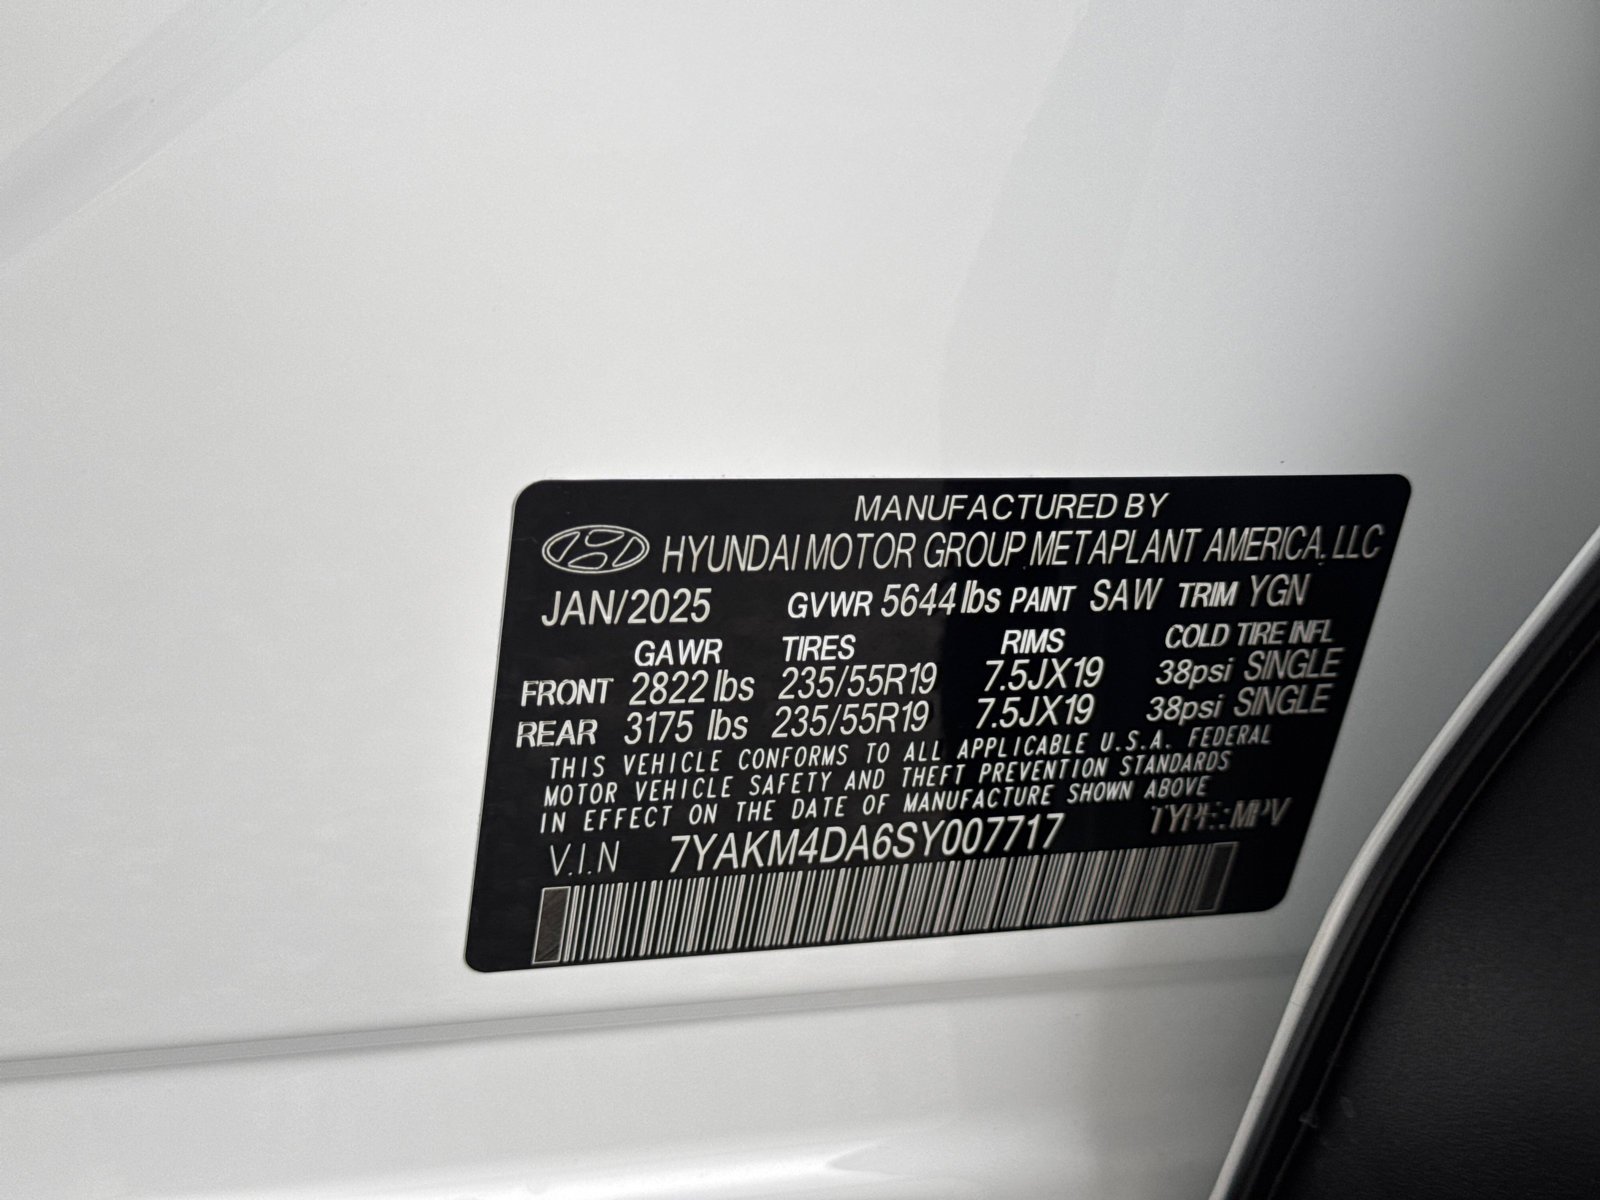 MANUFACTURED BY
HYUNDAI MOTOR GROUP METAPLANT AMERICA, LLC
JAN/2025 GVWR 5644 lbs PAINT SAW TRIM YGN
GAWR TIRES RIMS COLD TIRE INFL
FRONT 2822 lbs 235/55R19 7.5JX19 38psi SINGLE
REAR 3175 lbs 235/55R19 7.5JX19 38psi SINGLE
THIS VEHICLE CONFORMS TO ALL APPLICABLE U.S.A. FEDERAL
MOTOR VEHICLE SAFETY AND THEFT PREVENTION STANDARDS
IN EFFECT ON THE DATE OF MANUFACTURE SHOWN ABOVE
V.I.N 7YAKM4DA6SY007717 TYPE:MPV